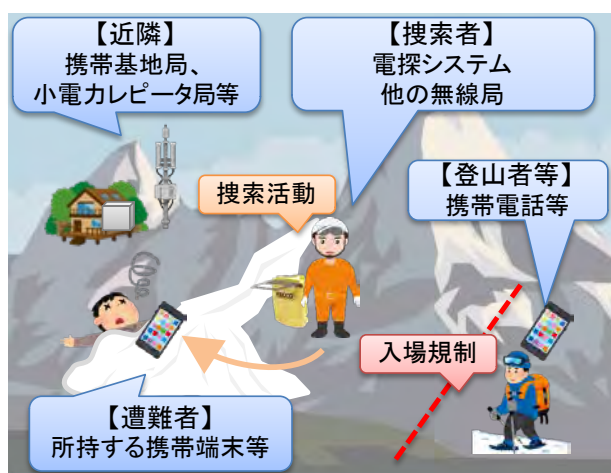 【近隣】
携帯基地局、
小電力レピータ局等
【捜索者】
電探システム
他の無線局
【登山者等】
携帯電話等
捜索活動
入場規制
【遭難者】
所持する携帯端末等